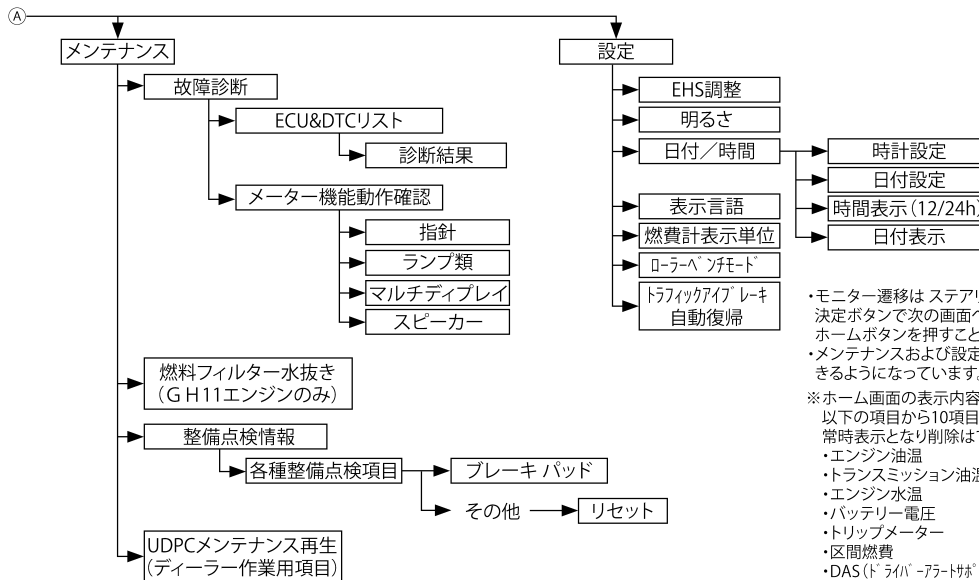 Ⓐ
メンテナンス
故障診断
ECU&DTCリスト
診断結果
メーター機能動作確認
指針
ランプ類
マルチディプレイ
スピーカー
燃料フィルター水抜き
（ＧＨ11エンジンのみ）
整備点検情報
各種整備点検項目
ブレーキ パッド
その他
リセット
UDPCメンテナンス再生
（ディーラー作業用項目）
設定
EHS調整
明るさ
日付／時間
時計設定
日付設定
時間表示（12/24h）
日付表示
表示言語
燃費計表示単位
ﾛｰﾗｰﾍﾞﾝﾁﾓｰﾄﾞ
ﾄﾗﾌｨｯｸｱｲﾄﾞﾌﾞﾚｰｷ
自動復帰
・モニター遷移は ステアリ
決定ボタンで次の画面へ
ホームボタンを押すこと
・メンテナンスおよび設定
きるようになっています。
※ホーム画面の表示内容
以下の項目から10項目
常時表示となり削除は
・エンジン油温
・トランスミッション油温
・エンジン水温
・バッテリー電圧
・トリップメーター
・区間燃費
・DAS（ﾄﾞﾗｲﾊﾞｰｱﾗｰﾄｻﾎﾟ